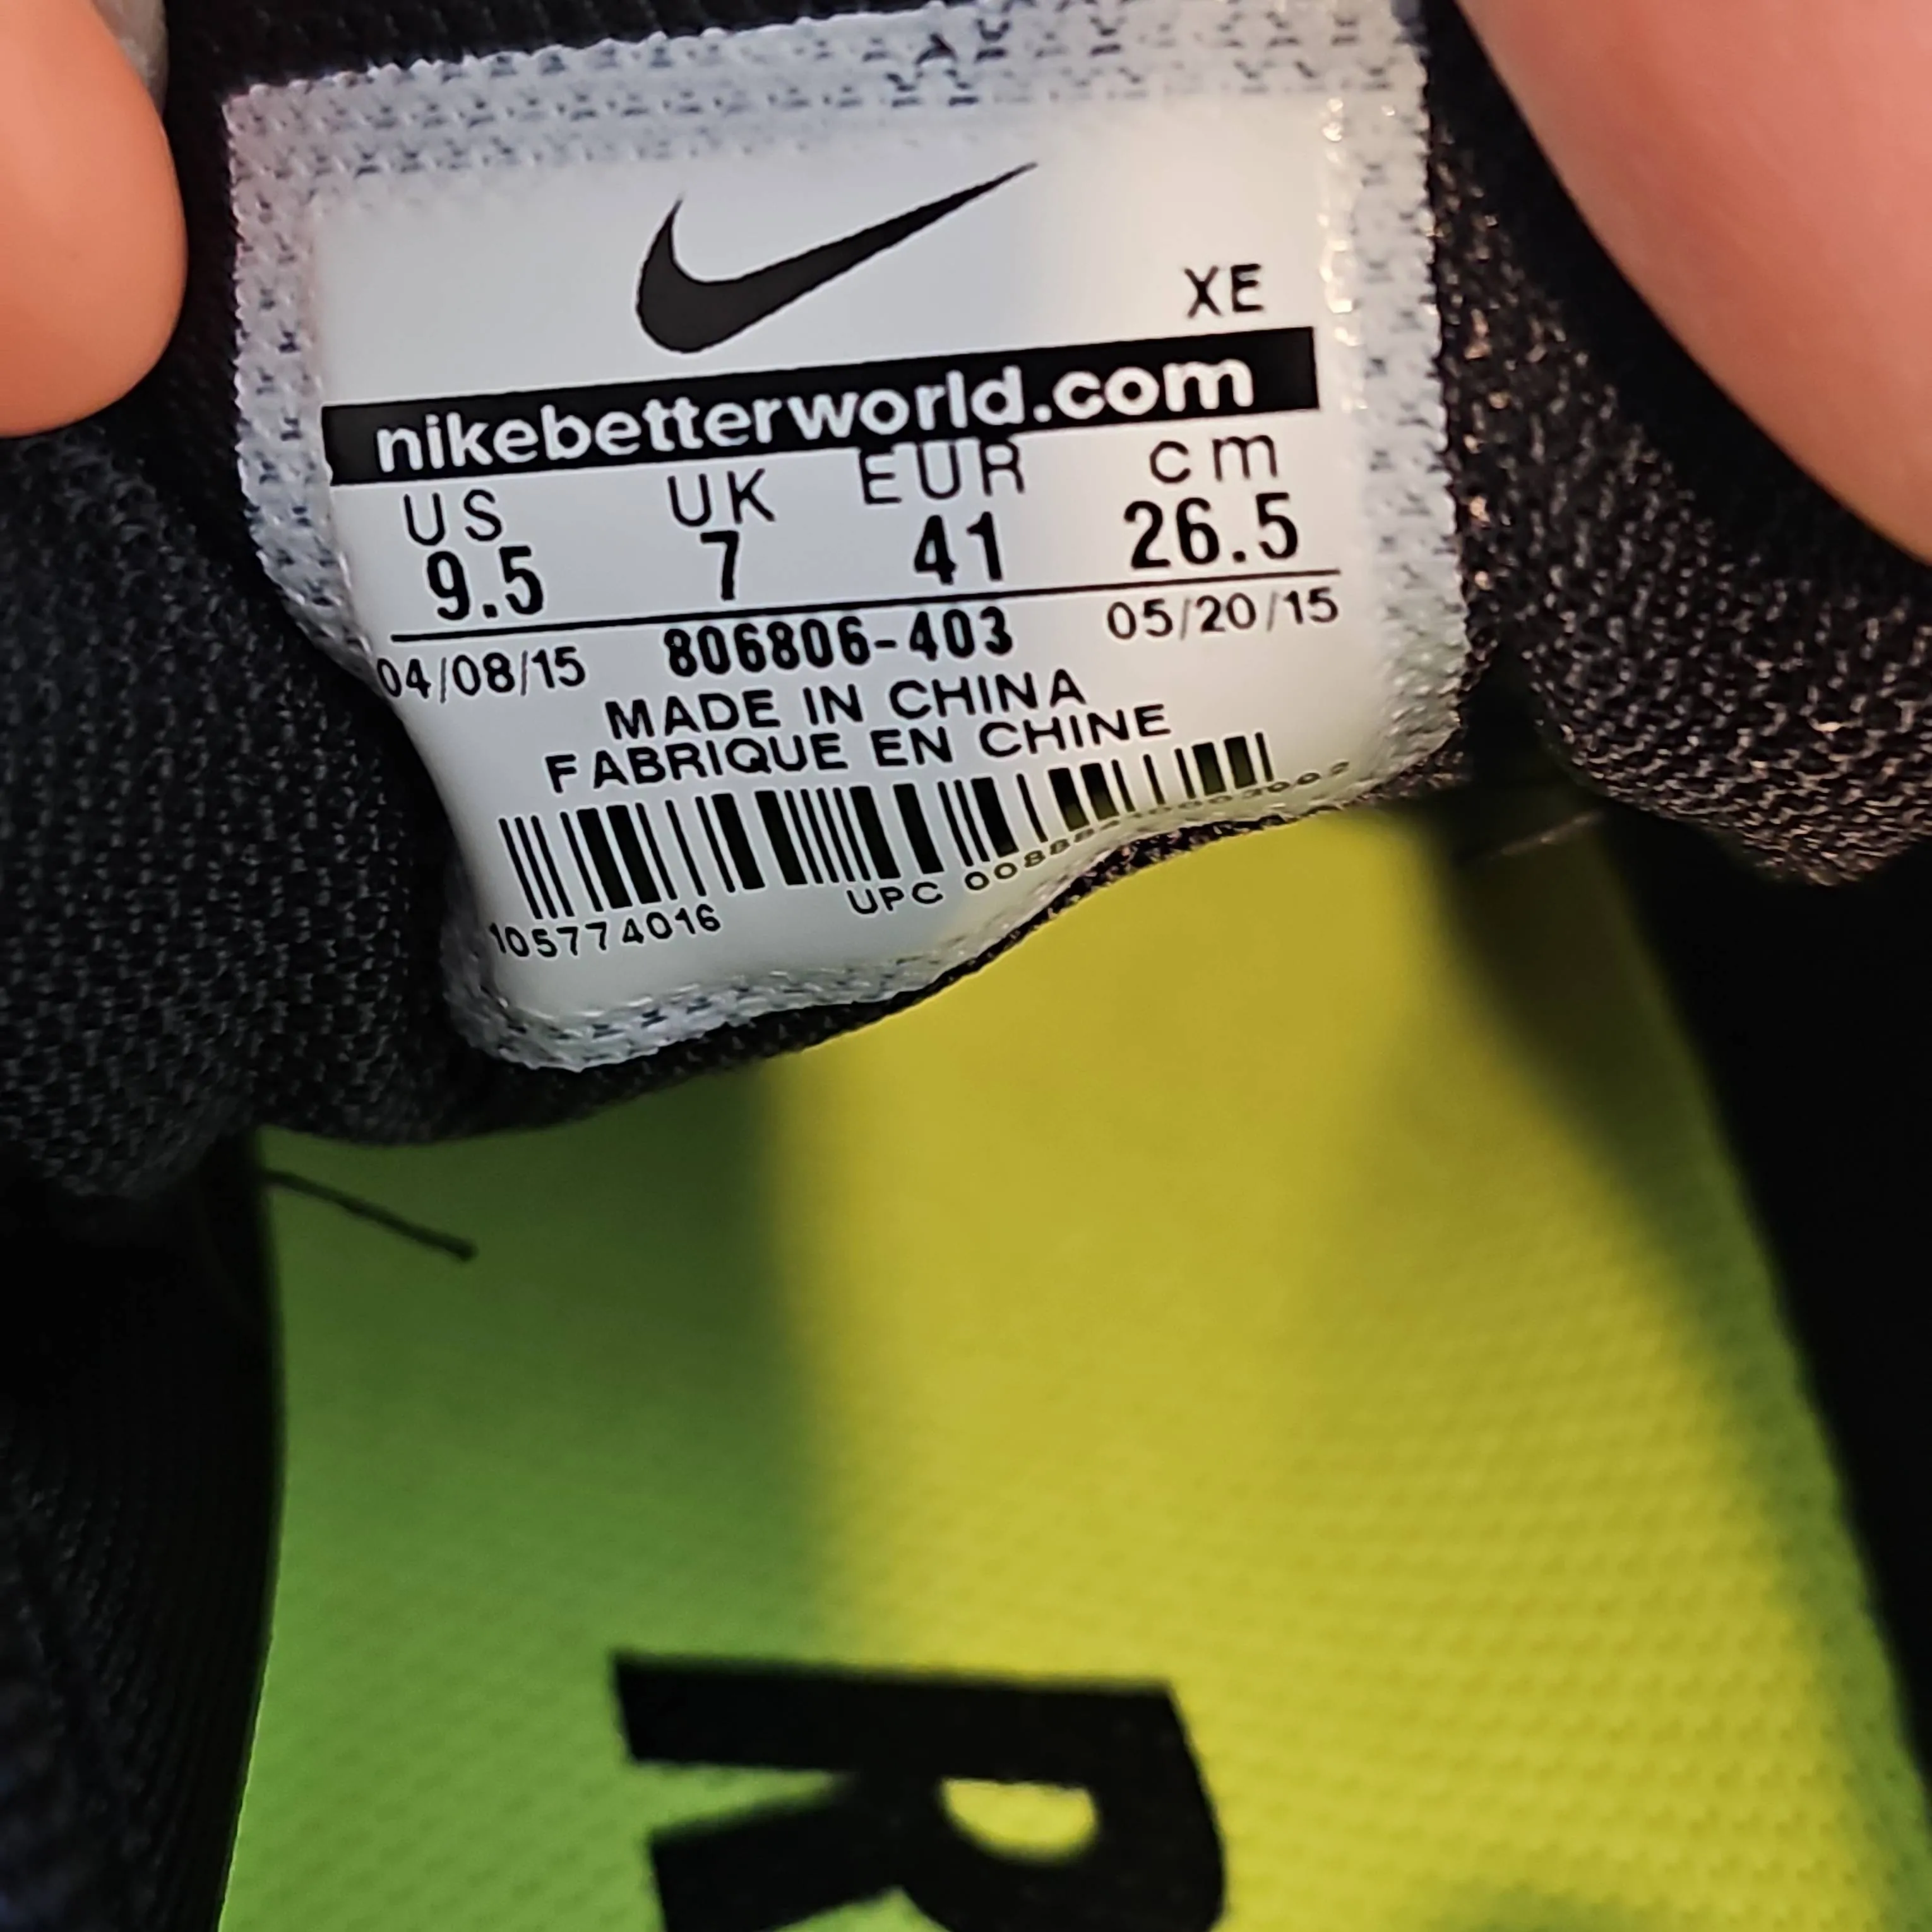 XE
nikebetterworld.com
US UK EUR cm
9.5 7 41 26.5
04/08/15 806806-403 05/20/15
MADE IN CHINA
FABRIQUE EN CHINE
105774016 UPC
R